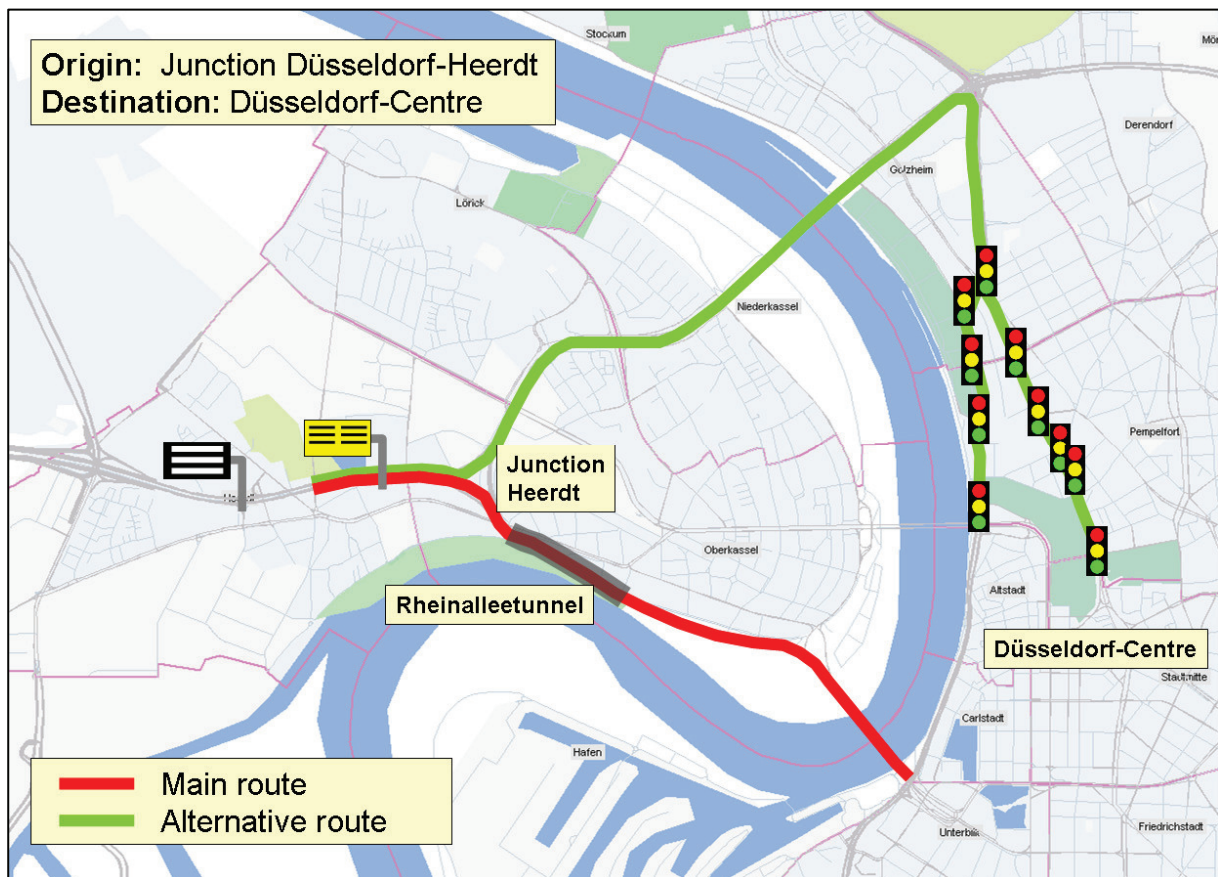 Stockum
Mör
Origin: Junction Düsseldorf-Heerdt
Destination: Düsseldorf-Centre
Derendorf
Golzheim
Lörick
Niederkassel
Pempelfort
Junction
Heerdt
Oberkassel
Altstadt
Rheinalleetunnel
Düsseldorf-Centre
Stadtmitte
Carlstadt
Hafen
Main route
Alternative route
Unterbilk
Friedrichstadt